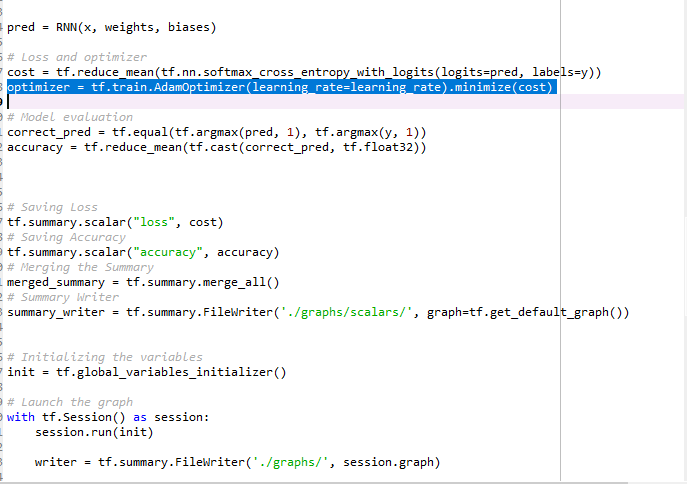 pred = RNN(x, weights, biases)
# Loss and optimizer
cost = tf.reduce_mean(tf.nn.softmax_cross_entropy_with_logits(logits=pred, labels=y))
optimizer = tf.train.AdamOptimizer(learning_rate=learning_rate).minimize(cost)
# Model evaluation
correct_pred = tf.equal(tf.argmax(pred, 1), tf.argmax(y, 1))
accuracy = tf.reduce_mean(tf.cast(correct_pred, tf.float32))
# Saving Loss
tf.summary.scalar("loss", cost)
# Saving Accuracy
tf.summary.scalar("accuracy", accuracy)
# Merging the Summary
merged_summary = tf.summary.merge_all()
# Summary Writer
summary_writer = tf.summary.FileWriter('./graphs/scalars/', graph=tf.get_default_graph())
# Initializing the variables
init = tf.global_variables_initializer()
# Launch the graph
with tf.Session() as session:
    session.run(init)
    writer = tf.summary.FileWriter('./graphs/', session.graph)